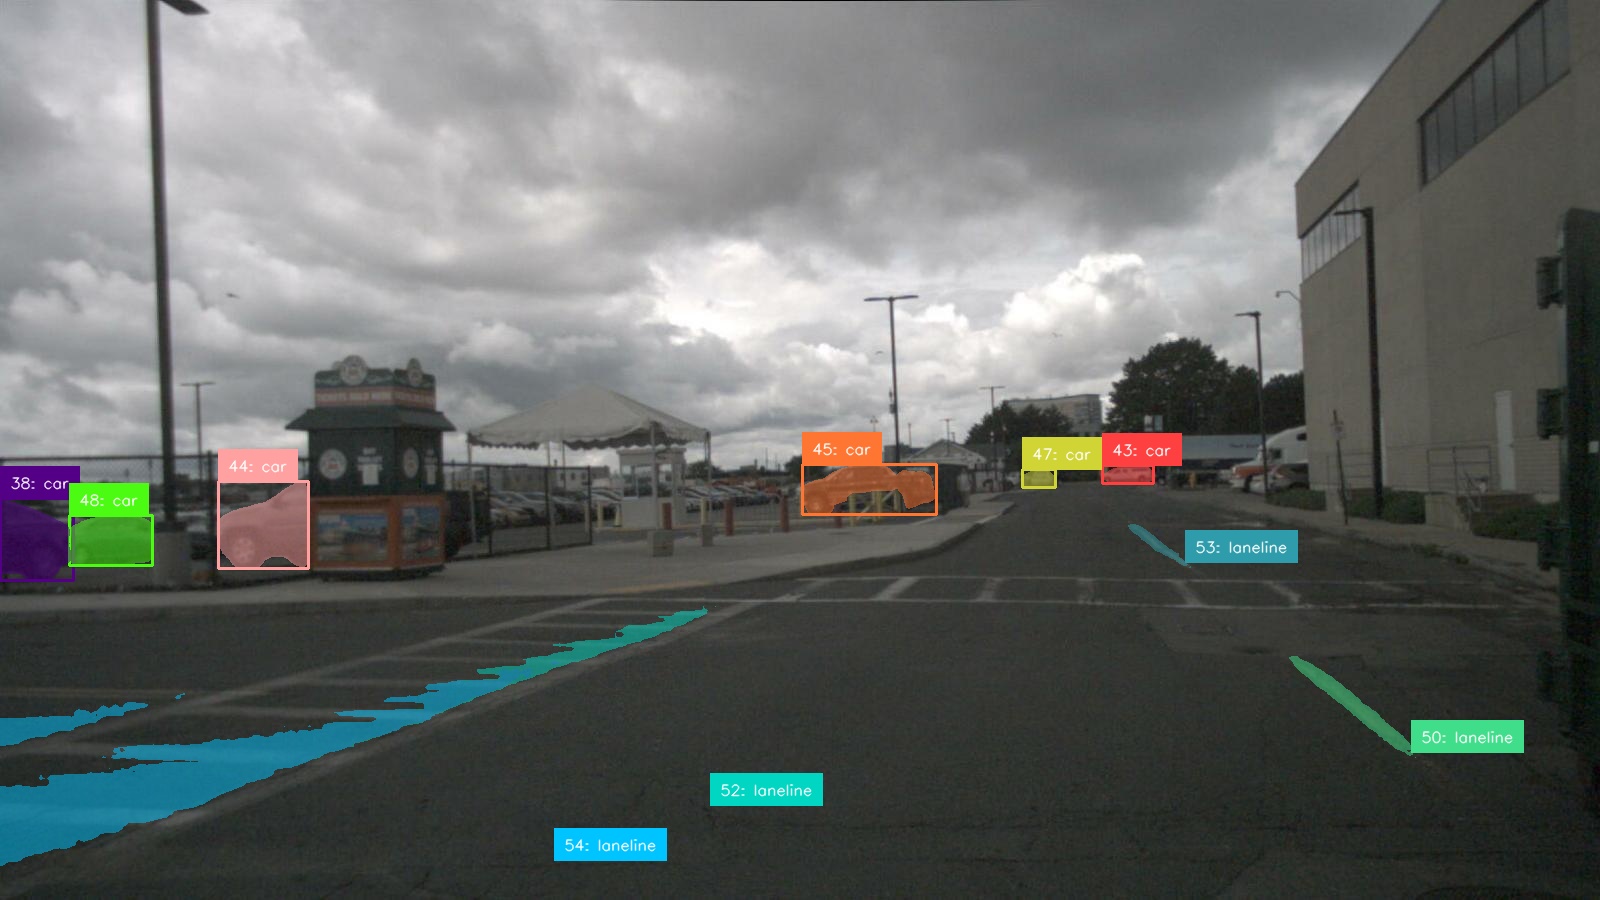 38: car
48: car
44: car
45: car
47: car
43: car
53: laneline
50: laneline
52: laneline
54: laneline